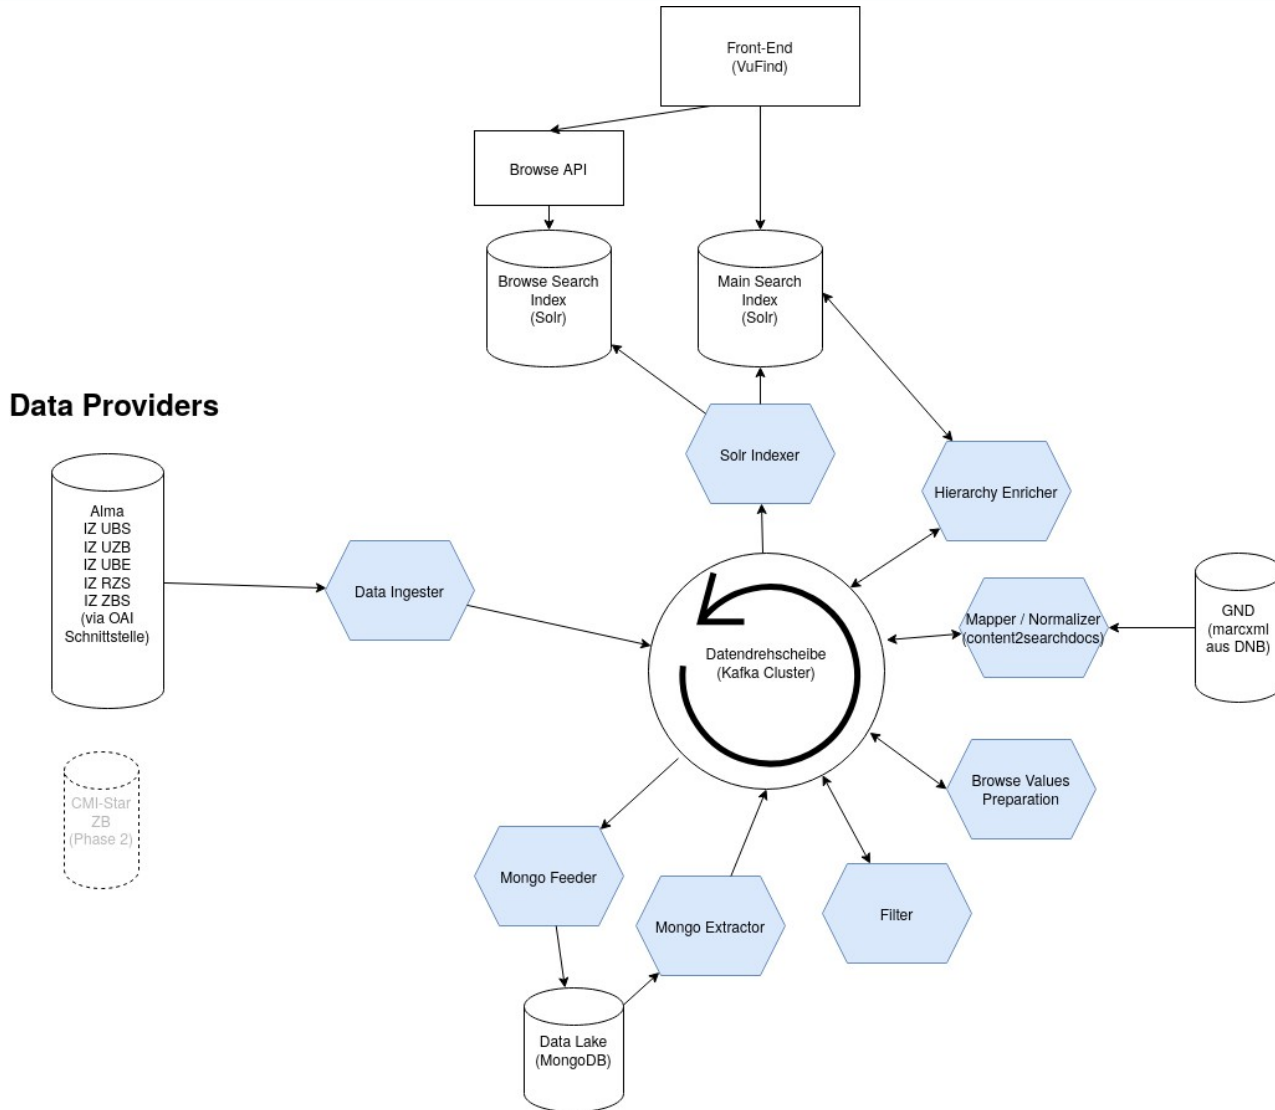 Front-End
(VuFind)
Browse API
Browse Search
Index
(Solr)
Main Search
Index
(Solr)
Data Providers
Alma
IZ UBS
IZ UZB
IZ UBE
IZ RZS
IZ ZBS
(via OAI
Schnittstelle)
Solr Indexer
Hierarchy Enricher
Data Ingester
Datendrehscheibe
(Kafka Cluster)
Mapper / Normalizer
(content2searchdocs)
GND
(marcxml
aus DNB)
CMI-Star
ZB
(Phase 2)
Browse Values
Preparation
Mongo Feeder
Mongo Extractor
Filter
Data Lake
(MongoDB)